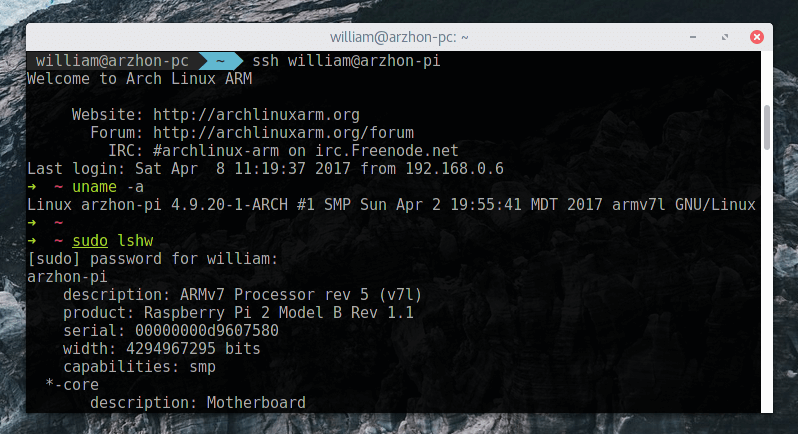 william@arzhon-pc: ~
william@arzhon-pc ~ ssh william@arzhon-pi
Welcome to Arch Linux ARM
Website: http://archlinuxarm.org
Forum: http://archlinuxarm.org/forum
IRC: #archlinux-arm on irc.Freenode.net
Last login: Sat Apr  8 11:19:37 2017 from 192.168.0.6
➜  ~ uname -a
Linux arzhon-pi 4.9.20-1-ARCH #1 SMP Sun Apr 2 19:55:41 MDT 2017 armv7l GNU/Linux
➜  ~
➜  ~ sudo lshw
[sudo] password for william:
arzhon-pi
description: ARMv7 Processor rev 5 (v7l)
product: Raspberry Pi 2 Model B Rev 1.1
serial: 00000000d9607580
width: 4294967295 bits
capabilities: smp
*-core
description: Motherboard